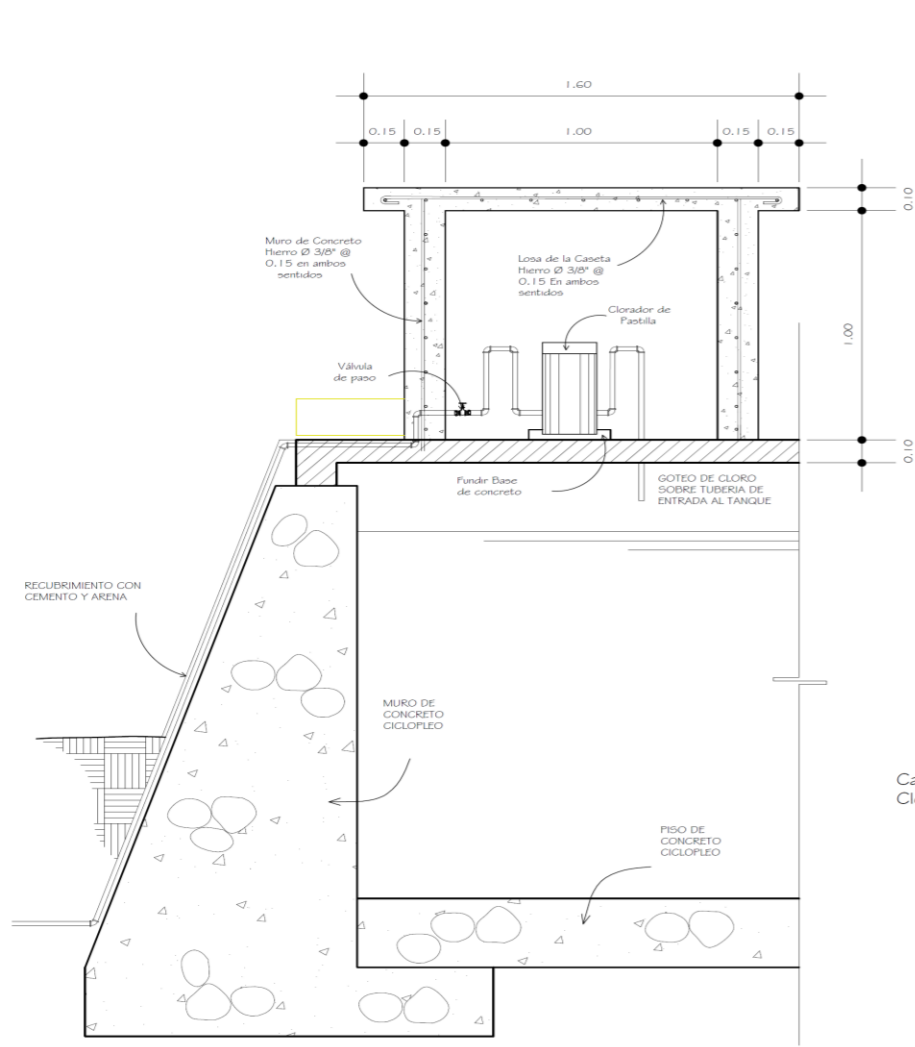 1.60
0.15 0.15 1.00 0.15 0.15
0.10
Muro de Concreto
Hierro Ø 3/8" @
0.15 en ambos
sentidos
Losa de la Caseta
Hierro Ø 3/8" @
0.15 En ambos
sentidos
Clorador de
Pastilla
1.00
Válvula
de paso
0.10
Fundir Base
de concreto
GOTEO DE CLORO
SOBRE TUBERIA DE
ENTRADA AL TANQUE
RECUBRIMIENTO CON
CEMENTO Y ARENA
MURO DE
CONCRETO
CICLOPLEO
Ca
PISO DE
CONCRETO
CICLOPLEO